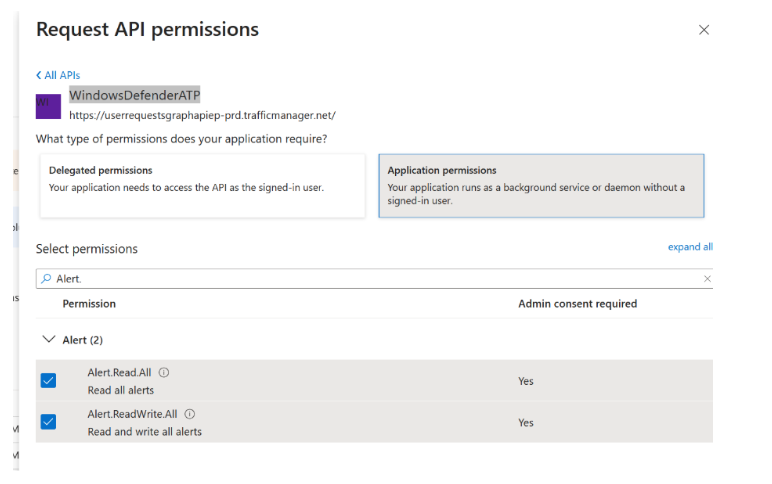 Request API permissions
All APIs
WI
WindowsDefenderATP
https://userrequestsgraphapiep-prd.trafficmanager.net/
What type of permissions does your application require?
Delegated permissions
Your application needs to access the API as the signed-in user.
Application permissions
Your application runs as a background service or daemon without a
signed-in user.
Select permissions
expand all
Alert.
Permission
Admin consent required
Alert (2)
Alert.Read.All
Read all alerts
Yes
Alert.ReadWrite.All
Read and write all alerts
Yes